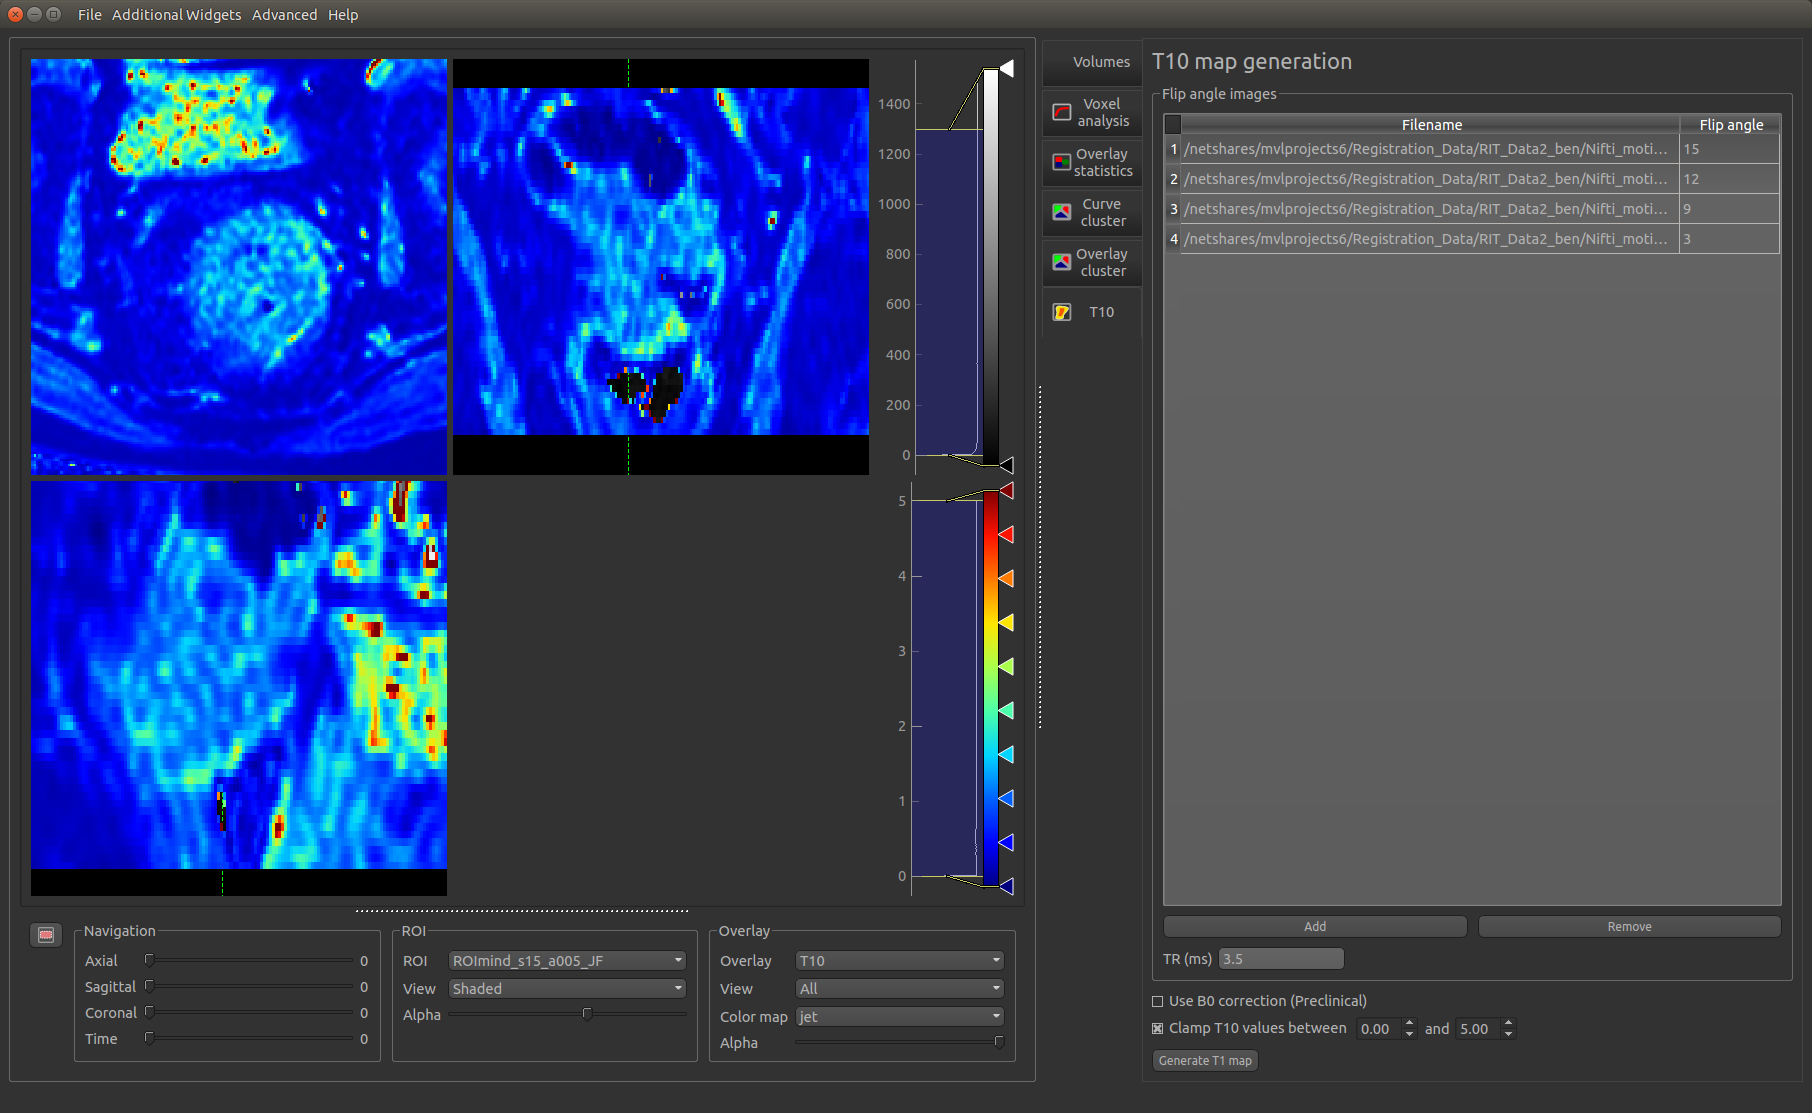 File Additional Widgets Advanced Help
1400
1200
1000
800
600
400
200
0
5
4
3
2
1
0
Navigation
Axial 0
Sagittal 0
Coronal 0
Time 0
ROI
ROI ROImind_s15_a005_JF
View Shaded
Alpha
Overlay
Overlay T10
View All
Color map jet
Alpha
Volumes
Voxel
analysis
Overlay
statistics
Curve
cluster
Overlay
cluster
T10
T10 map generation
Flip angle images
Filename Flip angle
1 /netshares/mvlprojects6/Registration_Data/RIT_Data2_ben/Nifti_moti... 15
2 /netshares/mvlprojects6/Registration_Data/RIT_Data2_ben/Nifti_moti... 12
3 /netshares/mvlprojects6/Registration_Data/RIT_Data2_ben/Nifti_moti... 9
4 /netshares/mvlprojects6/Registration_Data/RIT_Data2_ben/Nifti_moti... 3
Add Remove
TR (ms) 3.5
Use B0 correction (Preclinical)
Clamp T10 values between 0.00 and 5.00
Generate T1 map